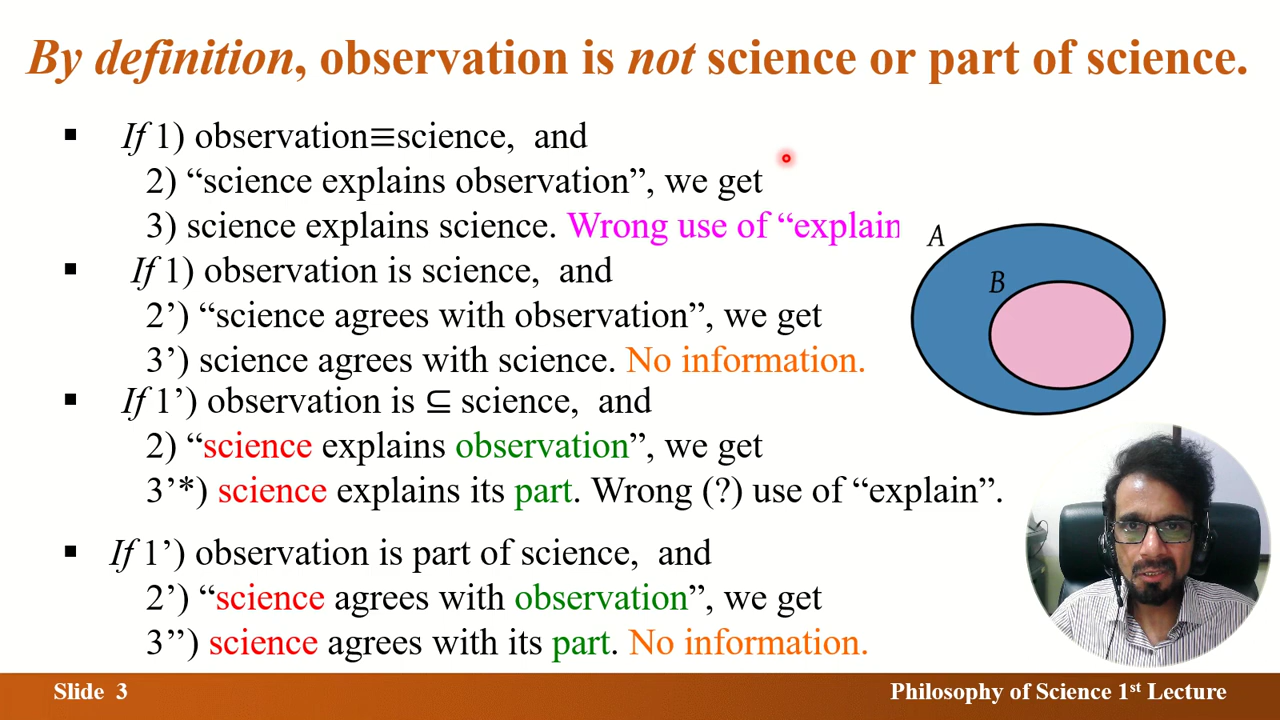 By definition, observation is not science or part of science.
▪ If 1) observation≡science, and
2) “science explains observation”, we get
3) science explains science. Wrong use of “explain
▪ If 1) observation is science, and
2’) “science agrees with observation”, we get
3’) science agrees with science. No information.
▪ If 1’) observation is ⊆ science, and
2) “science explains observation”, we get
3’*) science explains its part. Wrong (?) use of “explain”.
▪ If 1’) observation is part of science, and
2’) “science agrees with observation”, we get
3’’) science agrees with its part. No information.
A
B
Slide 3
Philosophy of Science 1st Lecture